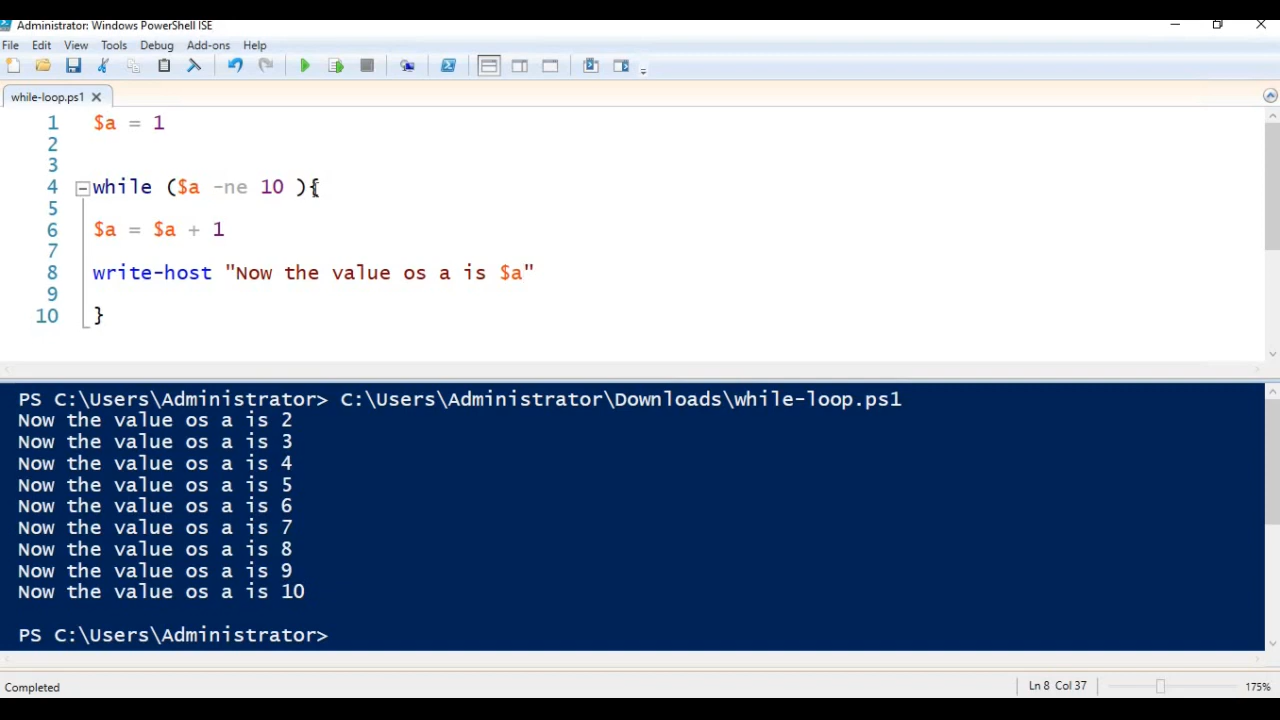 Administrator: Windows PowerShell ISE
File Edit View Tools Debug Add-ons Help
while-loop.ps1
1 $a = 1
2
3
4 while ($a -ne 10 ){
5
6 $a = $a + 1
7
8 write-host "Now the value os a is $a"
9
10 }
PS C:\Users\Administrator> C:\Users\Administrator\Downloads\while-loop.ps1
Now the value os a is 2
Now the value os a is 3
Now the value os a is 4
Now the value os a is 5
Now the value os a is 6
Now the value os a is 7
Now the value os a is 8
Now the value os a is 9
Now the value os a is 10
PS C:\Users\Administrator>
Completed Ln 8 Col 37 175%